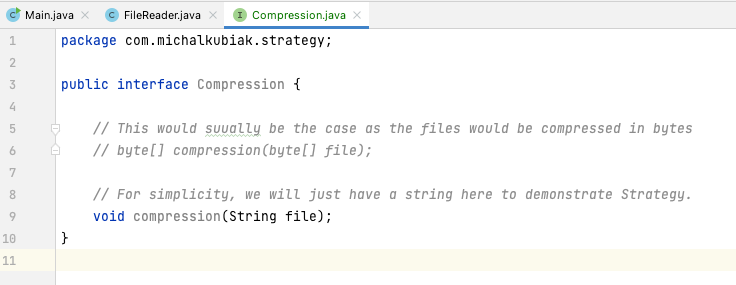 Main.java FileReader.java Compression.java
1 package com.michalkubiak.strategy;
2
3 public interface Compression {
4
5 // This would suually be the case as the files would be compressed in bytes
6 // byte[] compression(byte[] file);
7
8 // For simplicity, we will just have a string here to demonstrate Strategy.
9 void compression(String file);
10 }
11